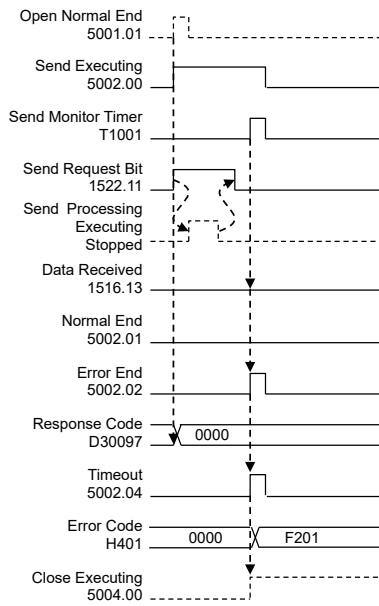 Open Normal End
5001.01
Send Executing
5002.00
Send Monitor Timer
T1001
Send Request Bit
1522.11
Send Processing
Executing
Stopped
Data Received
1516.13
Normal End
5002.01
Error End
5002.02
Response Code
D30097
0000
Timeout
5002.04
Error Code
H401
0000 F201
Close Executing
5004.00